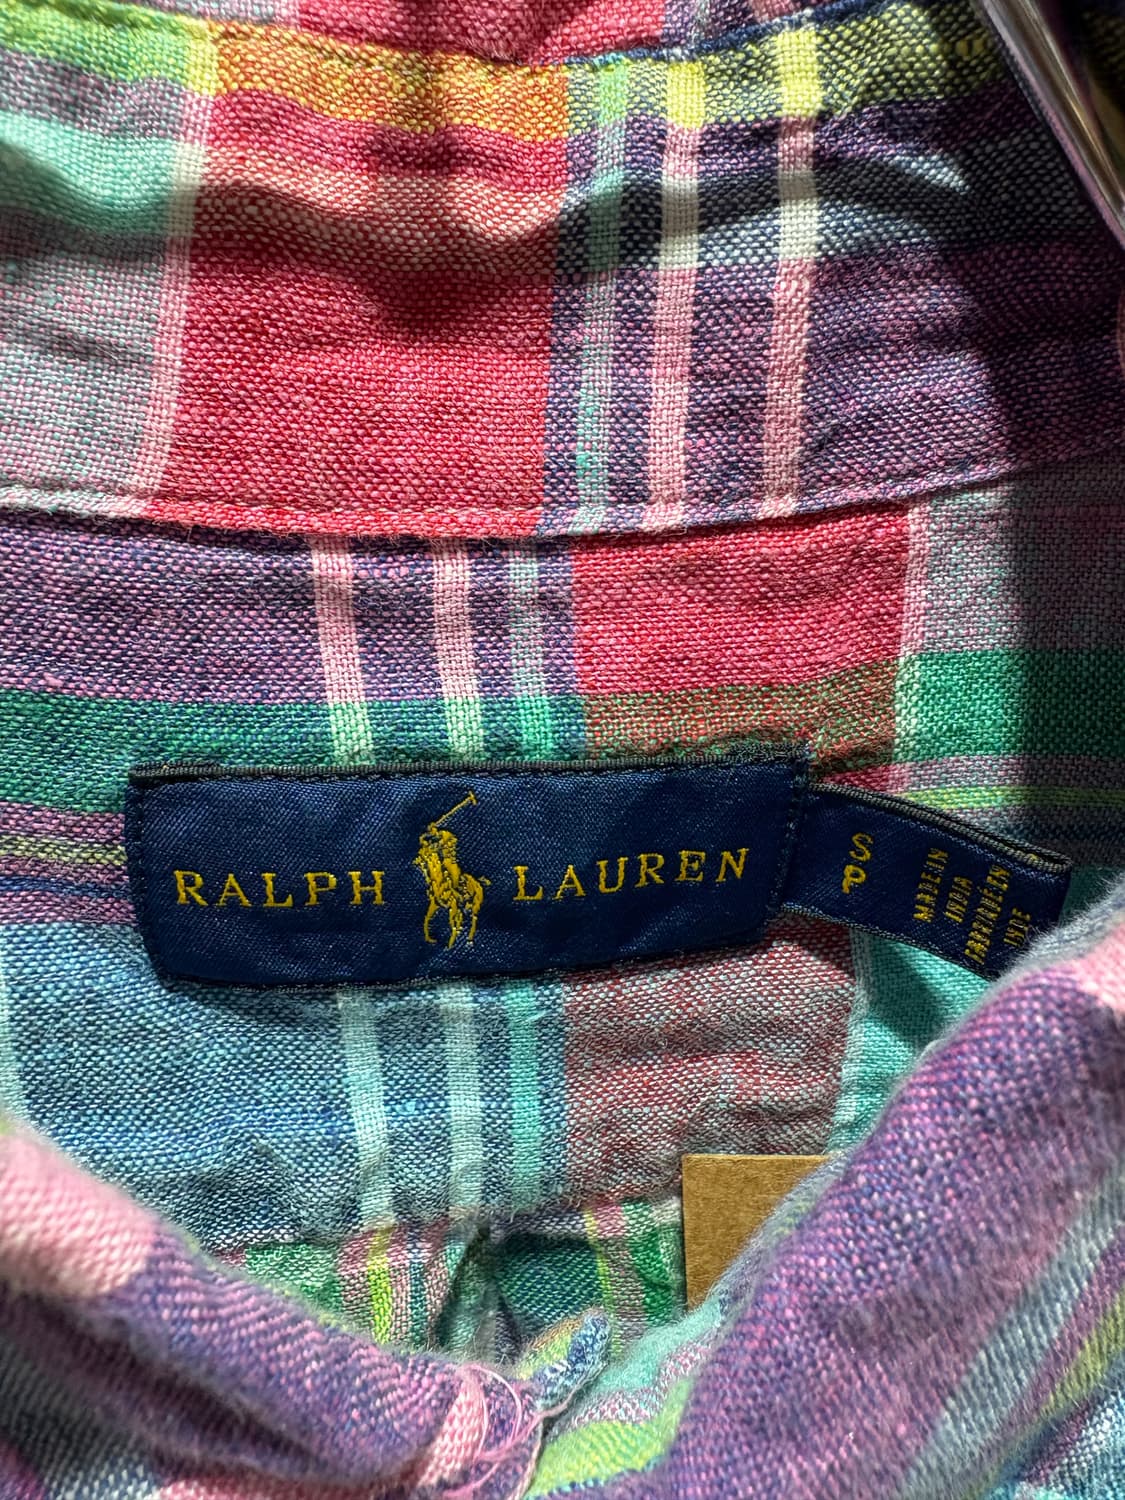 RALPH LAUREN
S
P
MADE IN
INDIA
FABRIQUÉ EN
INDE